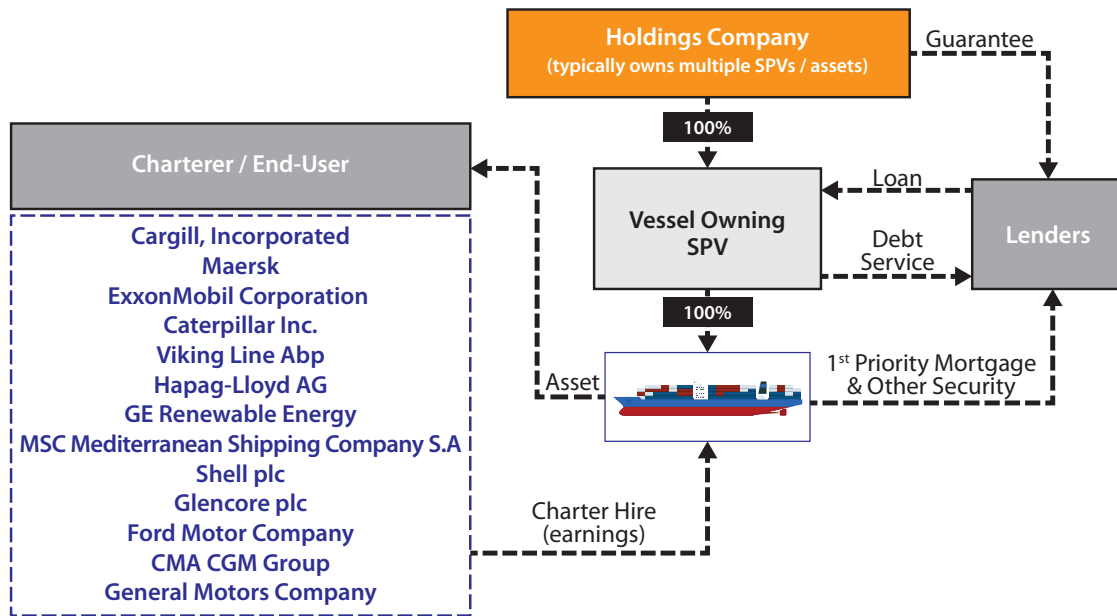 Holdings Company
(typically owns multiple SPVs / assets)
Guarantee
100%
Charterer / End-User
Loan
Vessel Owning
SPV
Lenders
Debt
Service
100%
Cargill, Incorporated
Maersk
ExxonMobil Corporation
Caterpillar Inc.
Viking Line Abp
Hapag-Lloyd AG
GE Renewable Energy
MSC Mediterranean Shipping Company S.A
Shell plc
Glencore plc
Ford Motor Company
CMA CGM Group
General Motors Company
Asset
1st Priority Mortgage
& Other Security
Charter Hire
(earnings)